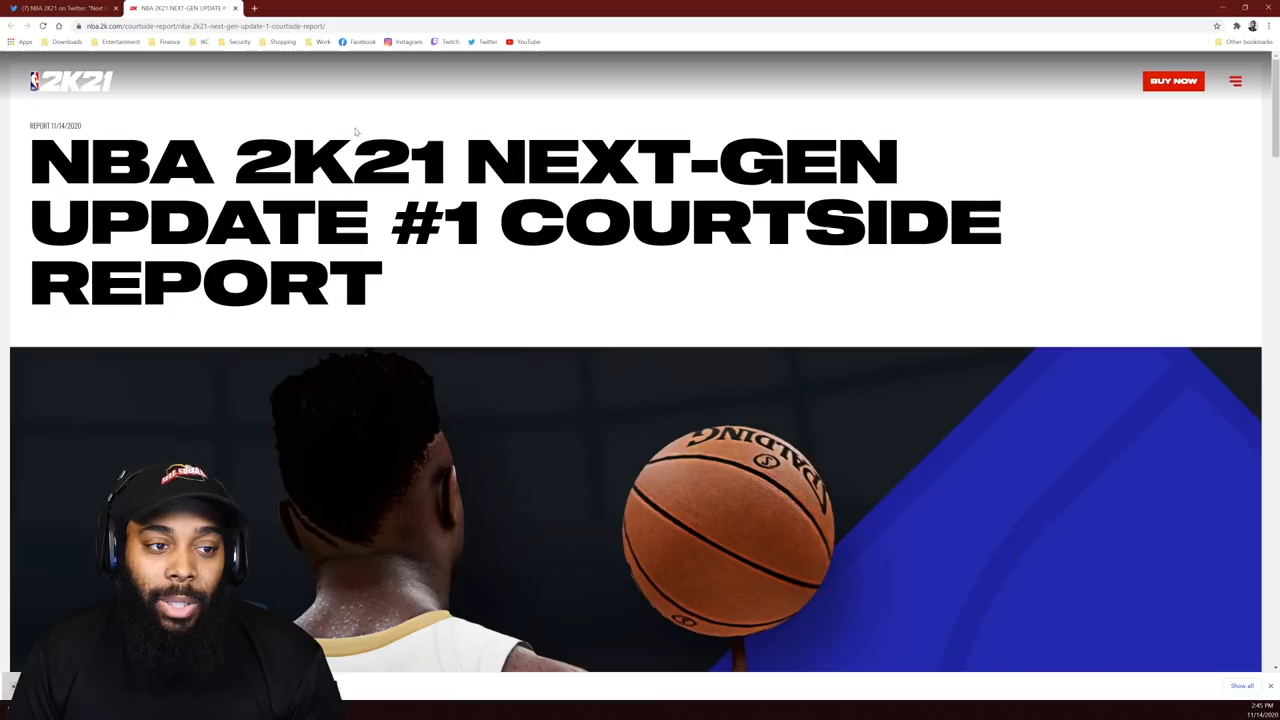 (7) NBA 2K21 on Twitter: "Next G
NBA 2K21 NEXT-GEN UPDATE #
nba.2k.com/courtside-report/nba-2k21-next-gen-update-1-courtside-report/
Apps Downloads Entertainment Finance IKC Security Shopping Work Facebook Instagram Twitch Twitter YouTube Other bookmarks
2K21
BUY NOW
REPORT 11/14/2020
NBA 2K21 NEXT-GEN
UPDATE #1 COURTSIDE
REPORT
SPALDING
Show all
2:45 PM
11/14/2020